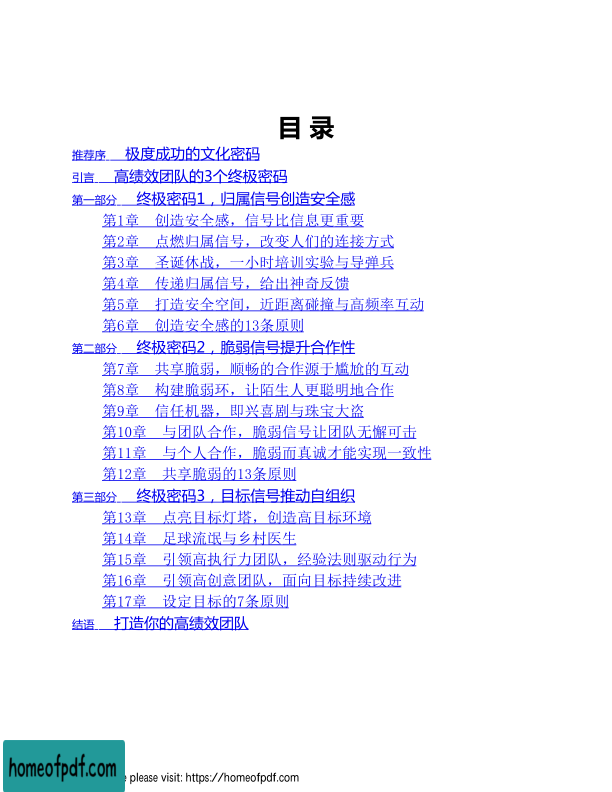 目 录
推荐序 极度成功的文化密码
引言 高绩效团队的3个终极密码
第一部分 终极密码1，归属信号创造安全感
第1章 创造安全感，信号比信息更重要
第2章 点燃归属信号，改变人们的连接方式
第3章 圣诞休战，一小时培训实验与导弹兵
第4章 传递归属信号，给出神奇反馈
第5章 打造安全空间，近距离碰撞与高频率互动
第6章 创造安全感的13条原则
第二部分 终极密码2，脆弱信号提升合作性
第7章 共享脆弱，顺畅的合作源于尴尬的互动
第8章 构建脆弱环，让陌生人更聪明地合作
第9章 信任机器，即兴喜剧与珠宝大盗
第10章 与团队合作，脆弱信号让团队无懈可击
第11章 与个人合作，脆弱而真诚才能实现一致性
第12章 共享脆弱的13条原则
第三部分 终极密码3，目标信号推动自组织
第13章 点亮目标灯塔，创造高目标环境
第14章 足球流氓与乡村医生
第15章 引领高执行力团队，经验法则驱动行为
第16章 引领高创意团队，面向目标持续改进
第17章 设定目标的7条原则
结语 打造你的高绩效团队
homeofpdf.com
e please visit: https://homeofpdf.com